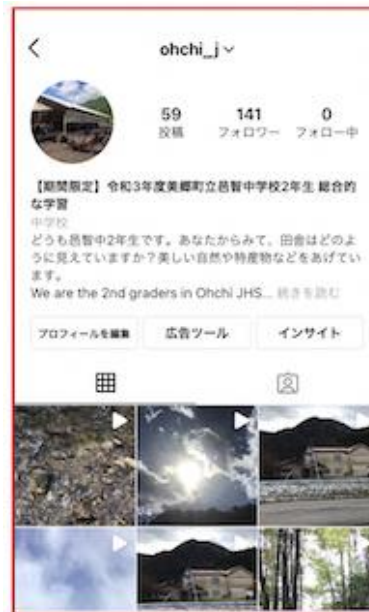 ohchi_j
59 141 0
投稿 フォロワー フォロー中
【期間限定】令和3年度美郷町立邑智中学校2年生 総合的
な学習
中学校
どうも邑智中2年生です。あなたからみて、田舎はどのよ
うに見えていますか？美しい自然や特産物などをあげてい
ます。
We are the 2nd graders in Ohchi JHS... 続きを読む
プロフィールを編集 広告ツール インサイト